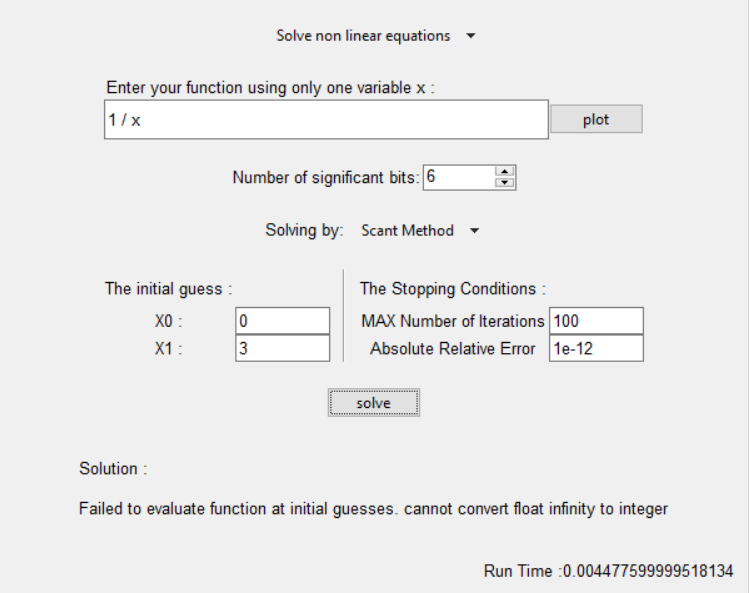 Solve non linear equations
Enter your function using only one variable x :
1 / x
plot
Number of significant bits: 6
Solving by: Scant Method
The initial guess :
X0 : 0
X1 : 3
The Stopping Conditions :
MAX Number of Iterations 100
Absolute Relative Error 1e-12
solve
Solution :
Failed to evaluate function at initial guesses. cannot convert float infinity to integer
Run Time :0.004477599999518134